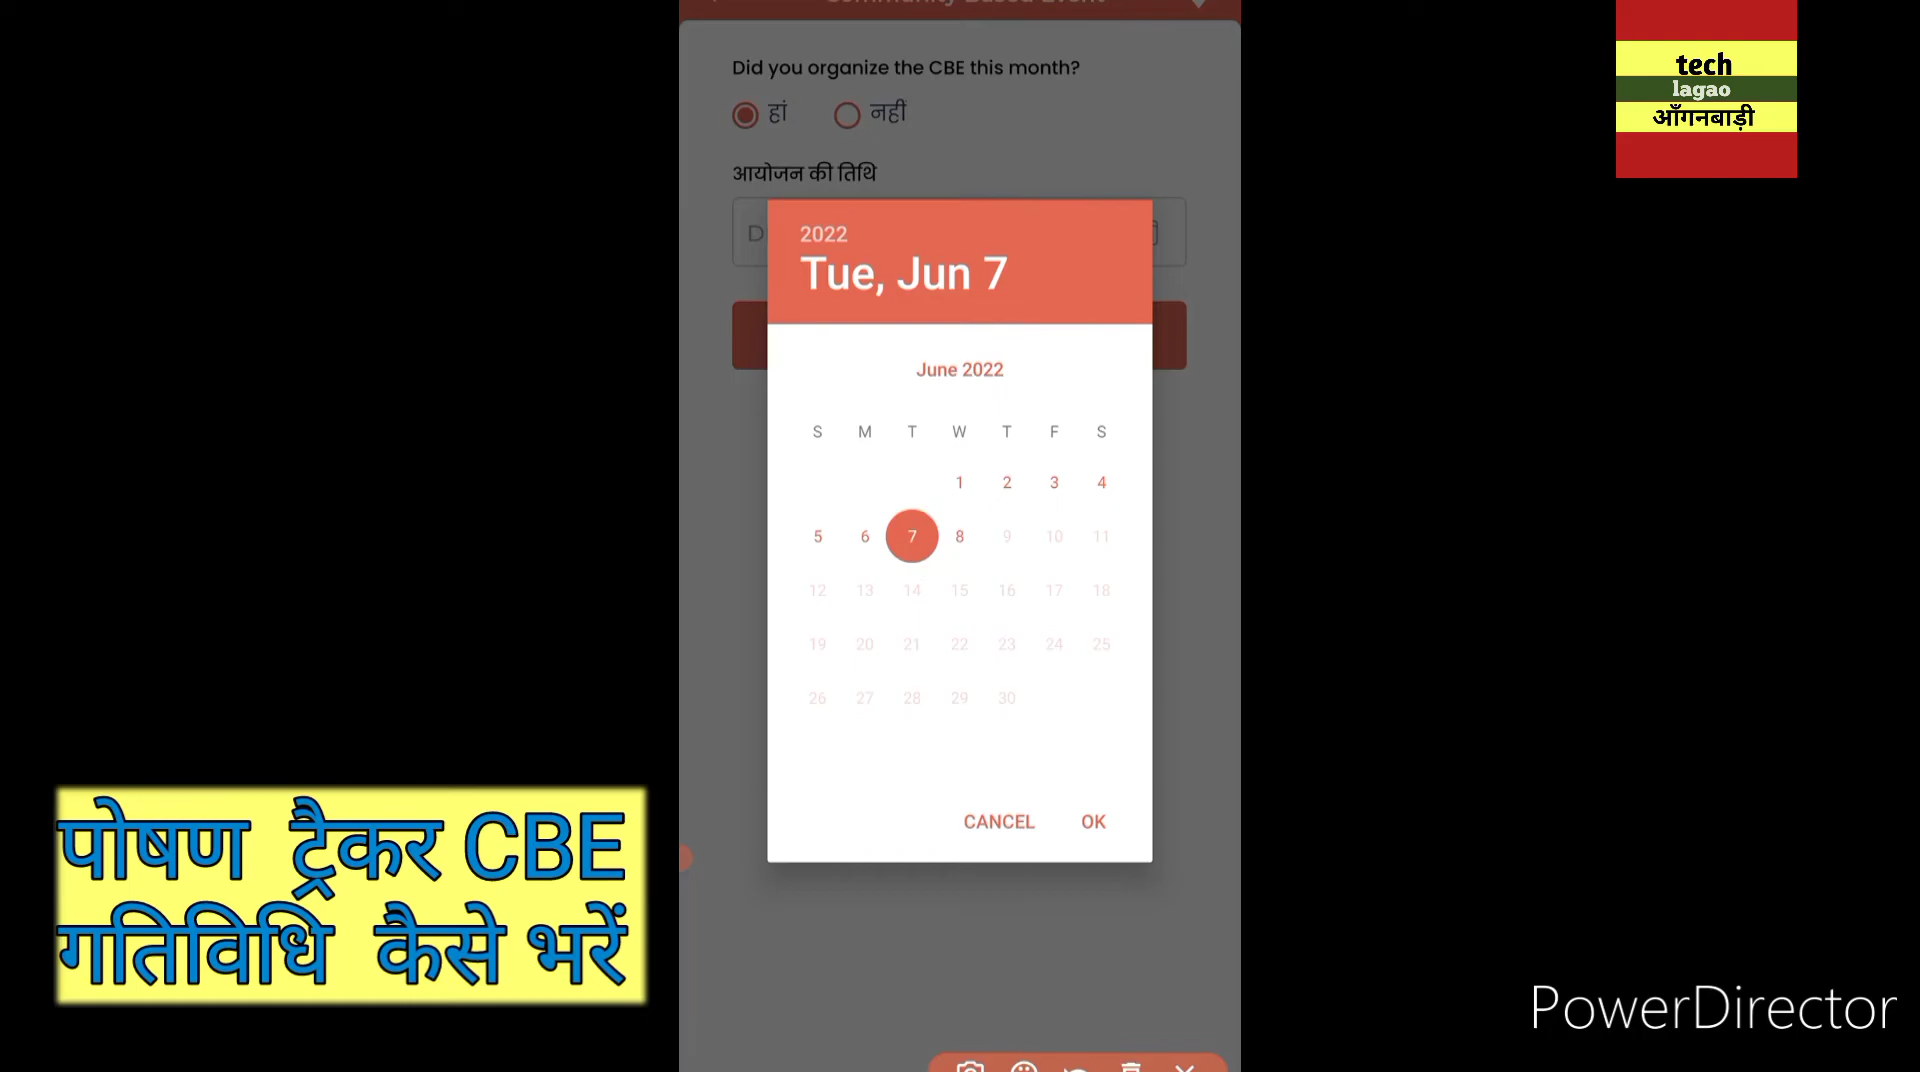 Community Based Event
Did you organize the CBE this month?
हां नहीं
आयोजन की तिथि
D
2022
Tue, Jun 7
June 2022
S M T W T F S
1 2 3 4
5 6 7 8 9 10 11
12 13 14 15 16 17 18
19 20 21 22 23 24 25
26 27 28 29 30
CANCEL OK
tech
lagao
आँगनबाड़ी
पोषण ट्रैकर CBE
गतिविधि कैसे भरें
PowerDirector